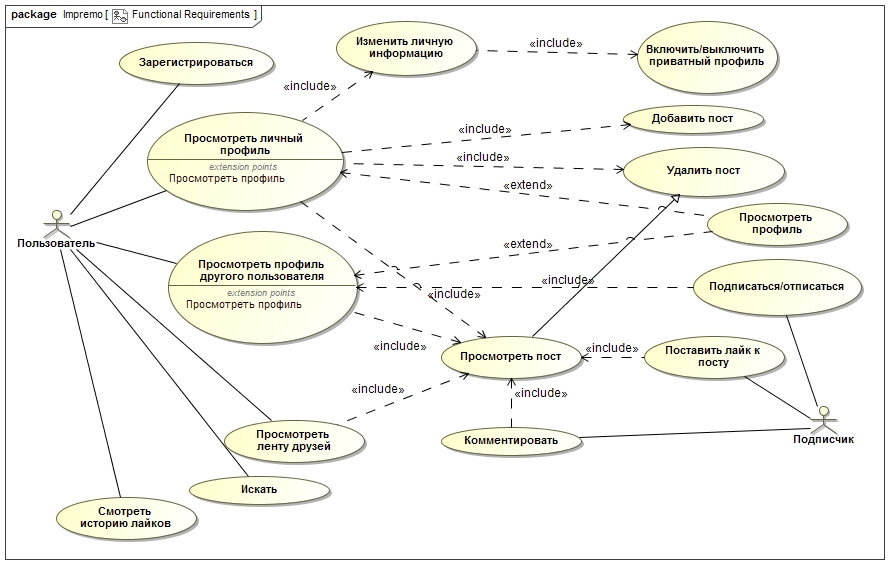 package Impremo [ Functional Requirements ]
Изменить личную
информацию
«include»
Включить/выключить
приватный профиль
Зарегистрироваться
«include»
Добавить пост
«include»
Просмотреть личный
профиль
extension points
Просмотреть профиль
«include»
Удалить пост
«extend»
Просмотреть
профиль
Пользователь
«extend»
Просмотреть профиль
другого пользователя
extension points
Просмотреть профиль
«include»
Подписаться/отписаться
«include»
«include»
Просмотреть пост
«include»
Поставить лайк к
посту
«include»
«include»
Просмотреть
ленту друзей
Комментировать
Подписчик
Искать
Смотреть
историю лайков